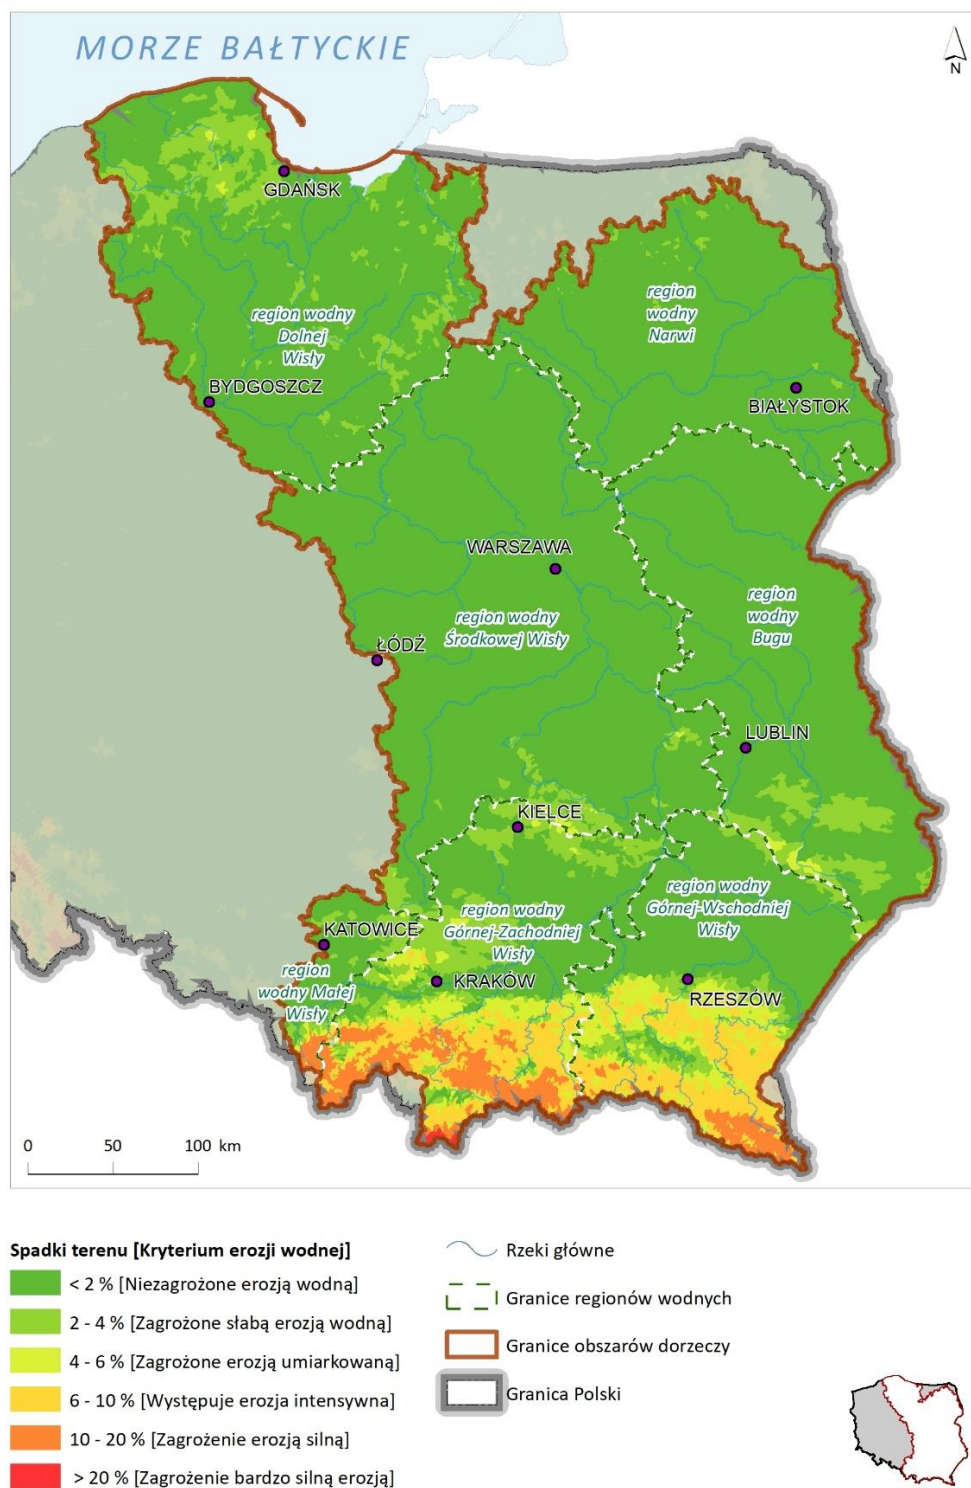 MORZE BAŁTYCKIE
N
GDAŃSK
region wodny
Dolnej
Wisły
region
wodny
Narwi
BYDGOSZCZ
BIAŁYSTOK
WARSZAWA
region wodny
Środkowej Wisły
region
wodny
Bugu
ŁÓDŹ
LUBLIN
KIELCE
region wodny
Górnej-Wschodniej
Wisły
region wodny
Górnej-Zachodniej
Wisły
KATOWICE
region
wodny Małej
Wisły
KRAKÓW
RZESZÓW
0 50 100 km
Spadki terenu [Kryterium erozji wodnej]
< 2 % [Niezagrożone erozją wodną]
2 - 4 % [Zagrożone słabą erozją wodną]
4 - 6 % [Zagrożone erozją umiarkowaną]
6 - 10 % [Występuje erozja intensywna]
10 - 20 % [Zagrożenie erozją silną]
> 20 % [Zagrożenie bardzo silną erozją]
Rzeki główne
Granice regionów wodnych
Granice obszarów dorzeczy
Granica Polski